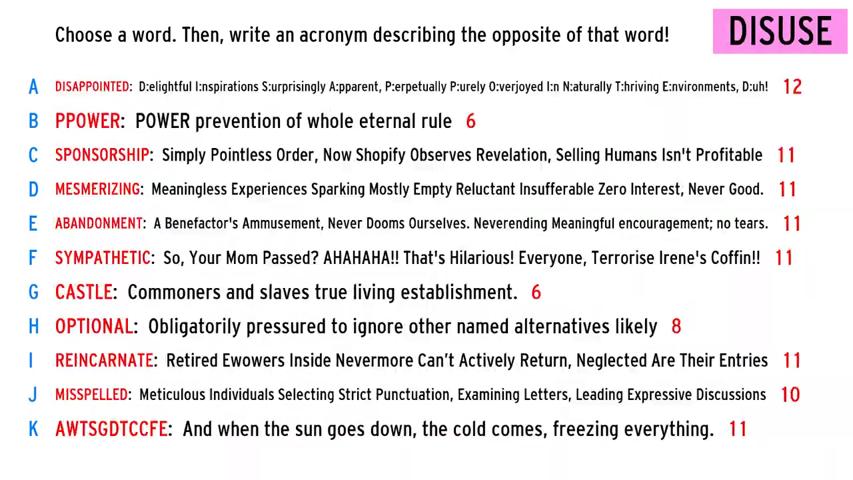 Choose a word. Then, write an acronym describing the opposite of that word!
DISUSE
A DISAPPOINTED: D:elightful I:nspirations S:urprisingly A:pparent, P:erpetually P:urely O:verjoyed I:n N:aturally T:hriving E:nvironments, D:uh! 12
B PPOWER: POWER prevention of whole eternal rule 6
C SPONSORSHIP: Simply Pointless Order, Now Shopify Observes Revelation, Selling Humans Isn't Profitable 11
D MESMERIZING: Meaningless Experiences Sparking Mostly Empty Reluctant Insufferable Zero Interest, Never Good. 11
E ABANDONMENT: A Benefactor's Ammusement, Never Dooms Ourselves. Neverending Meaningful encouragement; no tears. 11
F SYMPATHETIC: So, Your Mom Passed? AHAHAHA!! That's Hilarious! Everyone, Terrorise Irene's Coffin!! 11
G CASTLE: Commoners and slaves true living establishment. 6
H OPTIONAL: Obligatorily pressured to ignore other named alternatives likely 8
I REINCARNATE: Retired Ewowers Inside Nevermore Can't Actively Return, Neglected Are Their Entries 11
J MISSPELLED: Meticulous Individuals Selecting Strict Punctuation, Examining Letters, Leading Expressive Discussions 10
K AWTSGDTCCFE: And when the sun goes down, the cold comes, freezing everything. 11